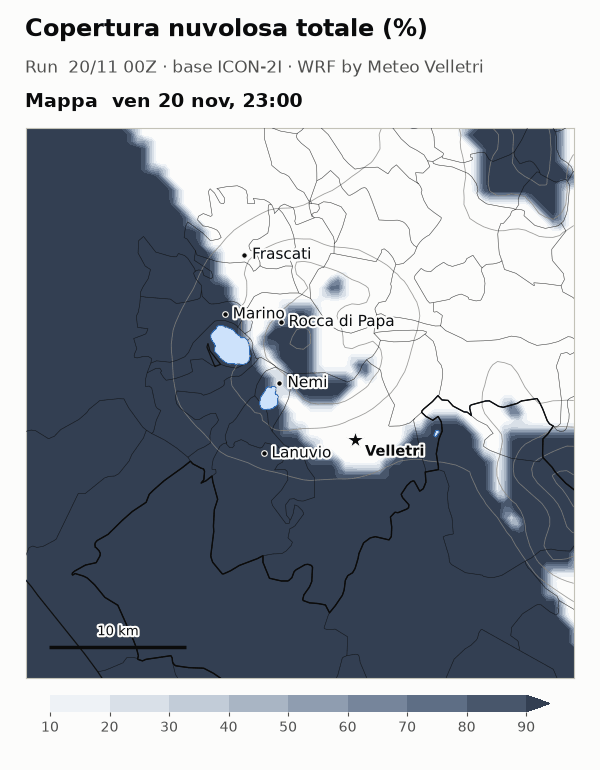 Copertura nuvolosa totale (%)
Run  20/11 00Z · base ICON-2I · WRF by Meteo Velletri
Mappa  ven 20 nov, 23:00
Frascati
Marino
Rocca di Papa
Nemi
Velletri
Lanuvio
10 km
10 20 30 40 50 60 70 80 90